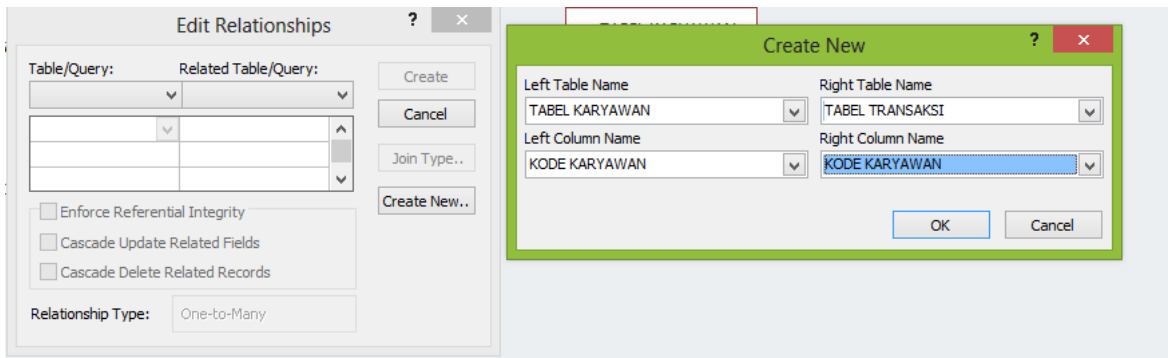 Edit Relationships
?
Table/Query:
Related Table/Query:
Create
Cancel
Join Type..
Create New..
Enforce Referential Integrity
Cascade Update Related Fields
Cascade Delete Related Records
Relationship Type:
One-to-Many
Create New
?
Left Table Name
Right Table Name
TABEL KARYAWAN
TABEL TRANSAKSI
Left Column Name
Right Column Name
KODE KARYAWAN
KODE KARYAWAN
OK
Cancel